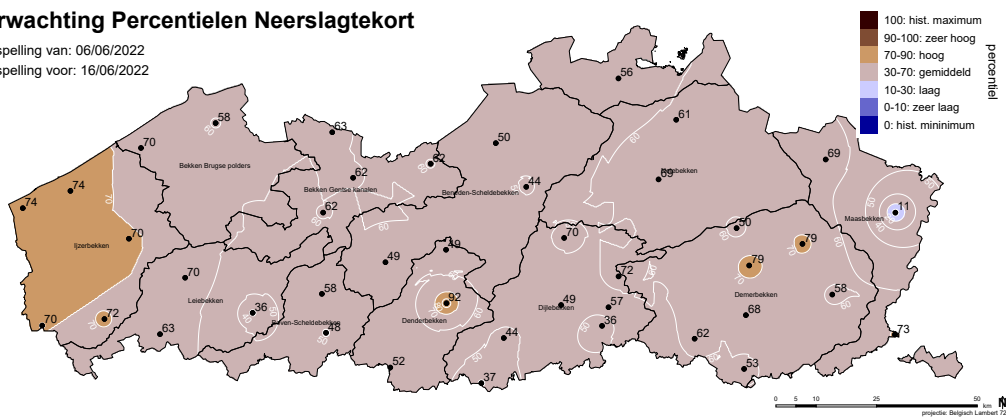 rwachting Percentielen Neerslagtekort
spelling van: 06/06/2022
spelling voor: 16/06/2022
100: hist. maximum
90-100: zeer hoog
70-90: hoog
30-70: gemiddeld
10-30: laag
0-10: zeer laag
0: hist. mininimum
percentiel
56
58
63
61
70
50
69
Bekken Brugse polders
62
62
69
74
Bekken Gentse kanalen
Beneden-Scheldebekken
44
74
62
11
Maasbekken
50
70
70
79
Ijzerbekken
49
49
79
70
72
58
Demerbekken
58
Leiebekken
92
49
57
68
Dijlebekken
70
72
36
Denderbekken
36
63
48
44
62
73
52
37
53
0 5 10 25 50
km
projectie: Belgisch Lambert 72